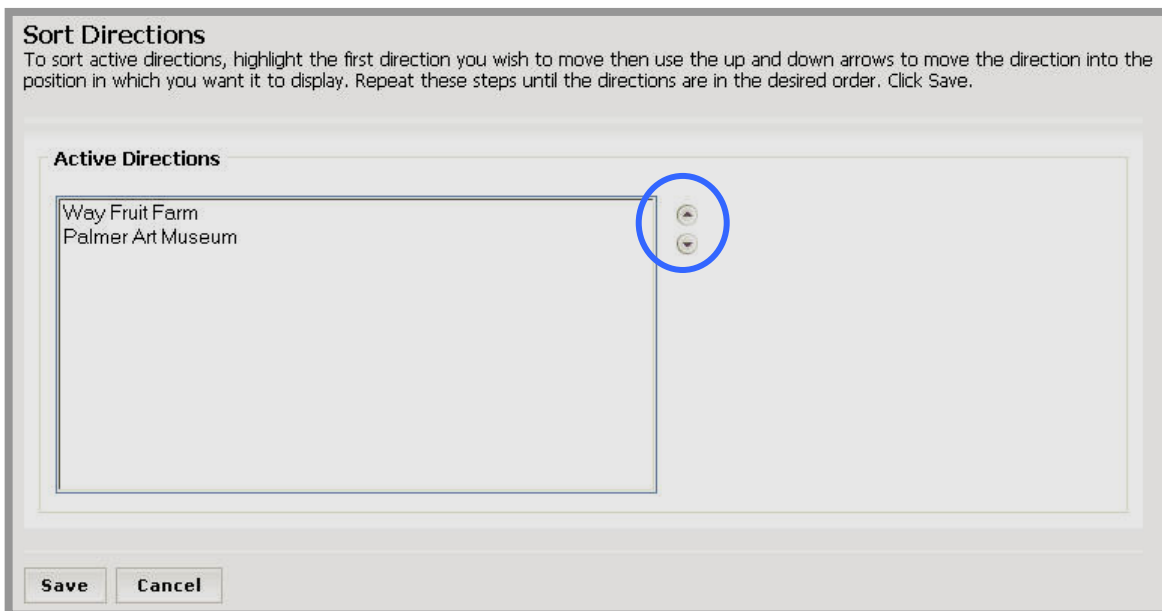 Sort Directions
To sort active directions, highlight the first direction you wish to move then use the up and down arrows to move the direction into the
position in which you want it to display. Repeat these steps until the directions are in the desired order. Click Save.
Active Directions
Way Fruit Farm
Palmer Art Museum
Save Cancel